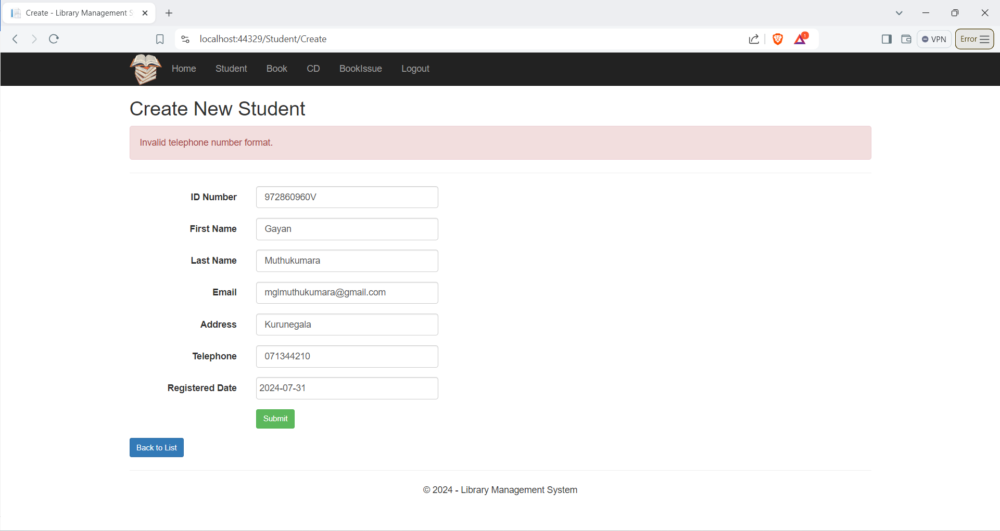 Create - Library Management S
localhost:44329/Student/Create
1
VPN
Error
Home Student Book CD BookIssue Logout
Create New Student
Invalid telephone number format.
ID Number 972860960V
First Name Gayan
Last Name Muthukumara
Email mglmuthukumara@gmail.com
Address Kurunegala
Telephone 071344210
Registered Date 2024-07-31
Submit
Back to List
© 2024 - Library Management System